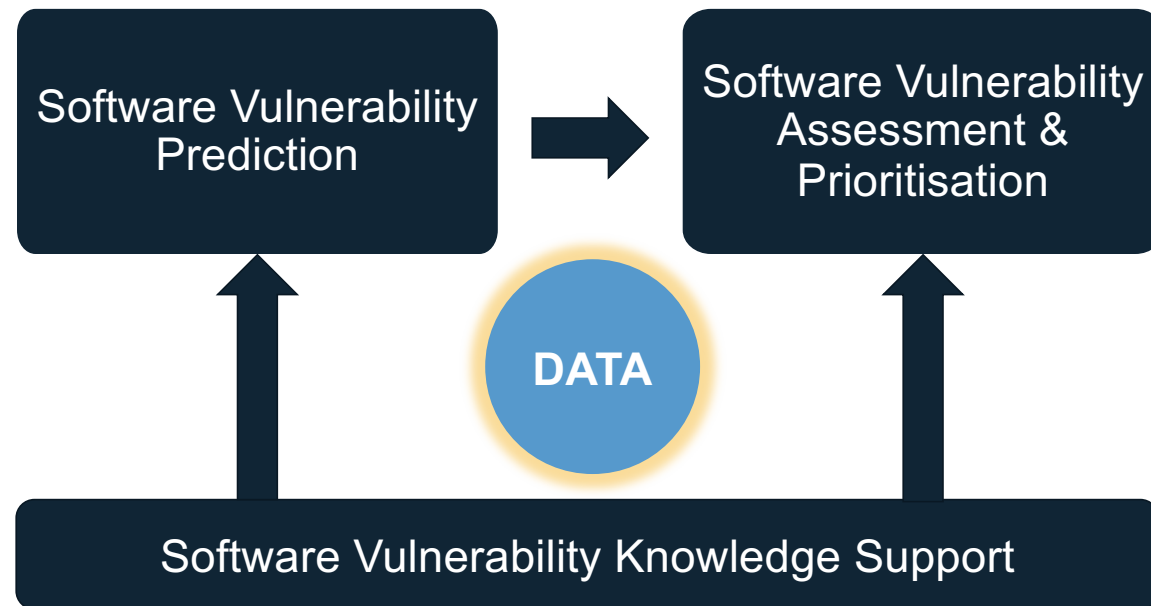 Software Vulnerability
Prediction
Software Vulnerability
Assessment &
Prioritisation
DATA
Software Vulnerability Knowledge Support